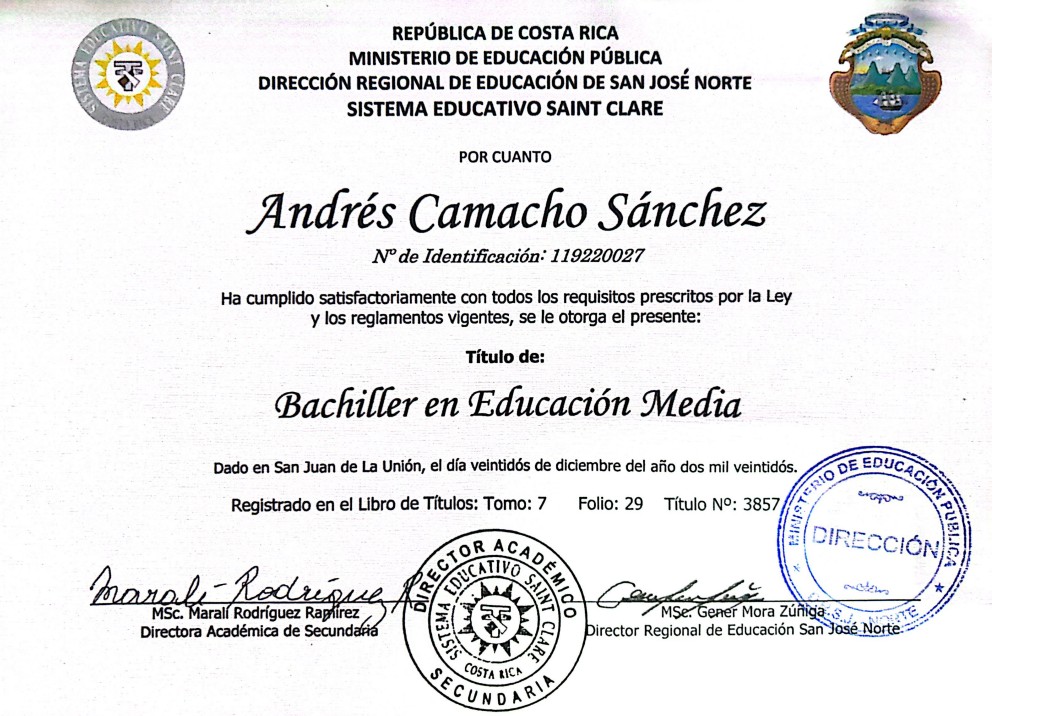 REPÚBLICA DE COSTA RICA
MINISTERIO DE EDUCACIÓN PÚBLICA
DIRECCIÓN REGIONAL DE EDUCACIÓN DE SAN JOSÉ NORTE
SISTEMA EDUCATIVO SAINT CLARE
SISTEMA EDUCATIVO SAINT CLARE
POR CUANTO
Andrés Camacho Sánchez
Nº de Identificación: 119220027
Ha cumplido satisfactoriamente con todos los requisitos prescritos por la Ley
y los reglamentos vigentes, se le otorga el presente:
Título de:
Bachiller en Educación Media
Dado en San Juan de La Unión, el día veintidós de diciembre del año dos mil veintidós.
Registrado en el Libro de Títulos: Tomo: 7 Folio: 29 Título Nº: 3857
MINISTERIO DE EDUCACIÓN PÚBLICA
DIRECCIÓN
NORTE
Maralí Rodríguez R
MSc. Maralí Rodríguez Ramírez
Directora Académica de Secundaria
DIRECTOR ACADÉMICO
SISTEMA EDUCATIVO SAINT CLARE
COSTA RICA
SECUNDARIA
MSc. Gener Mora Zúñiga
Director Regional de Educación San José Norte